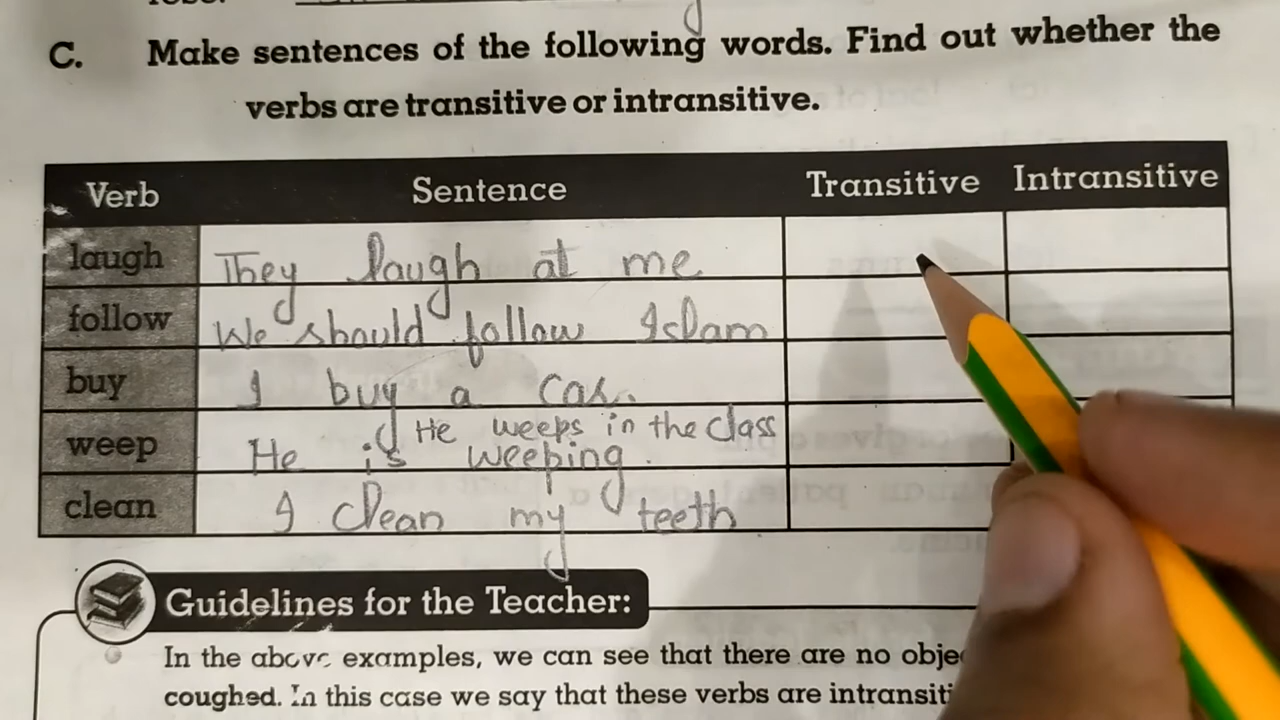 C. Make sentences of the following words. Find out whether the
verbs are transitive or intransitive.
Verb Sentence Transitive Intransitive
laugh They laugh at me
follow We should follow Islam
buy I buy a car.
He weeps in the class
weep He is weeping.
clean I clean my teeth
Guidelines for the Teacher:
In the above examples, we can see that there are no
coughed. In this case we say that these verbs are